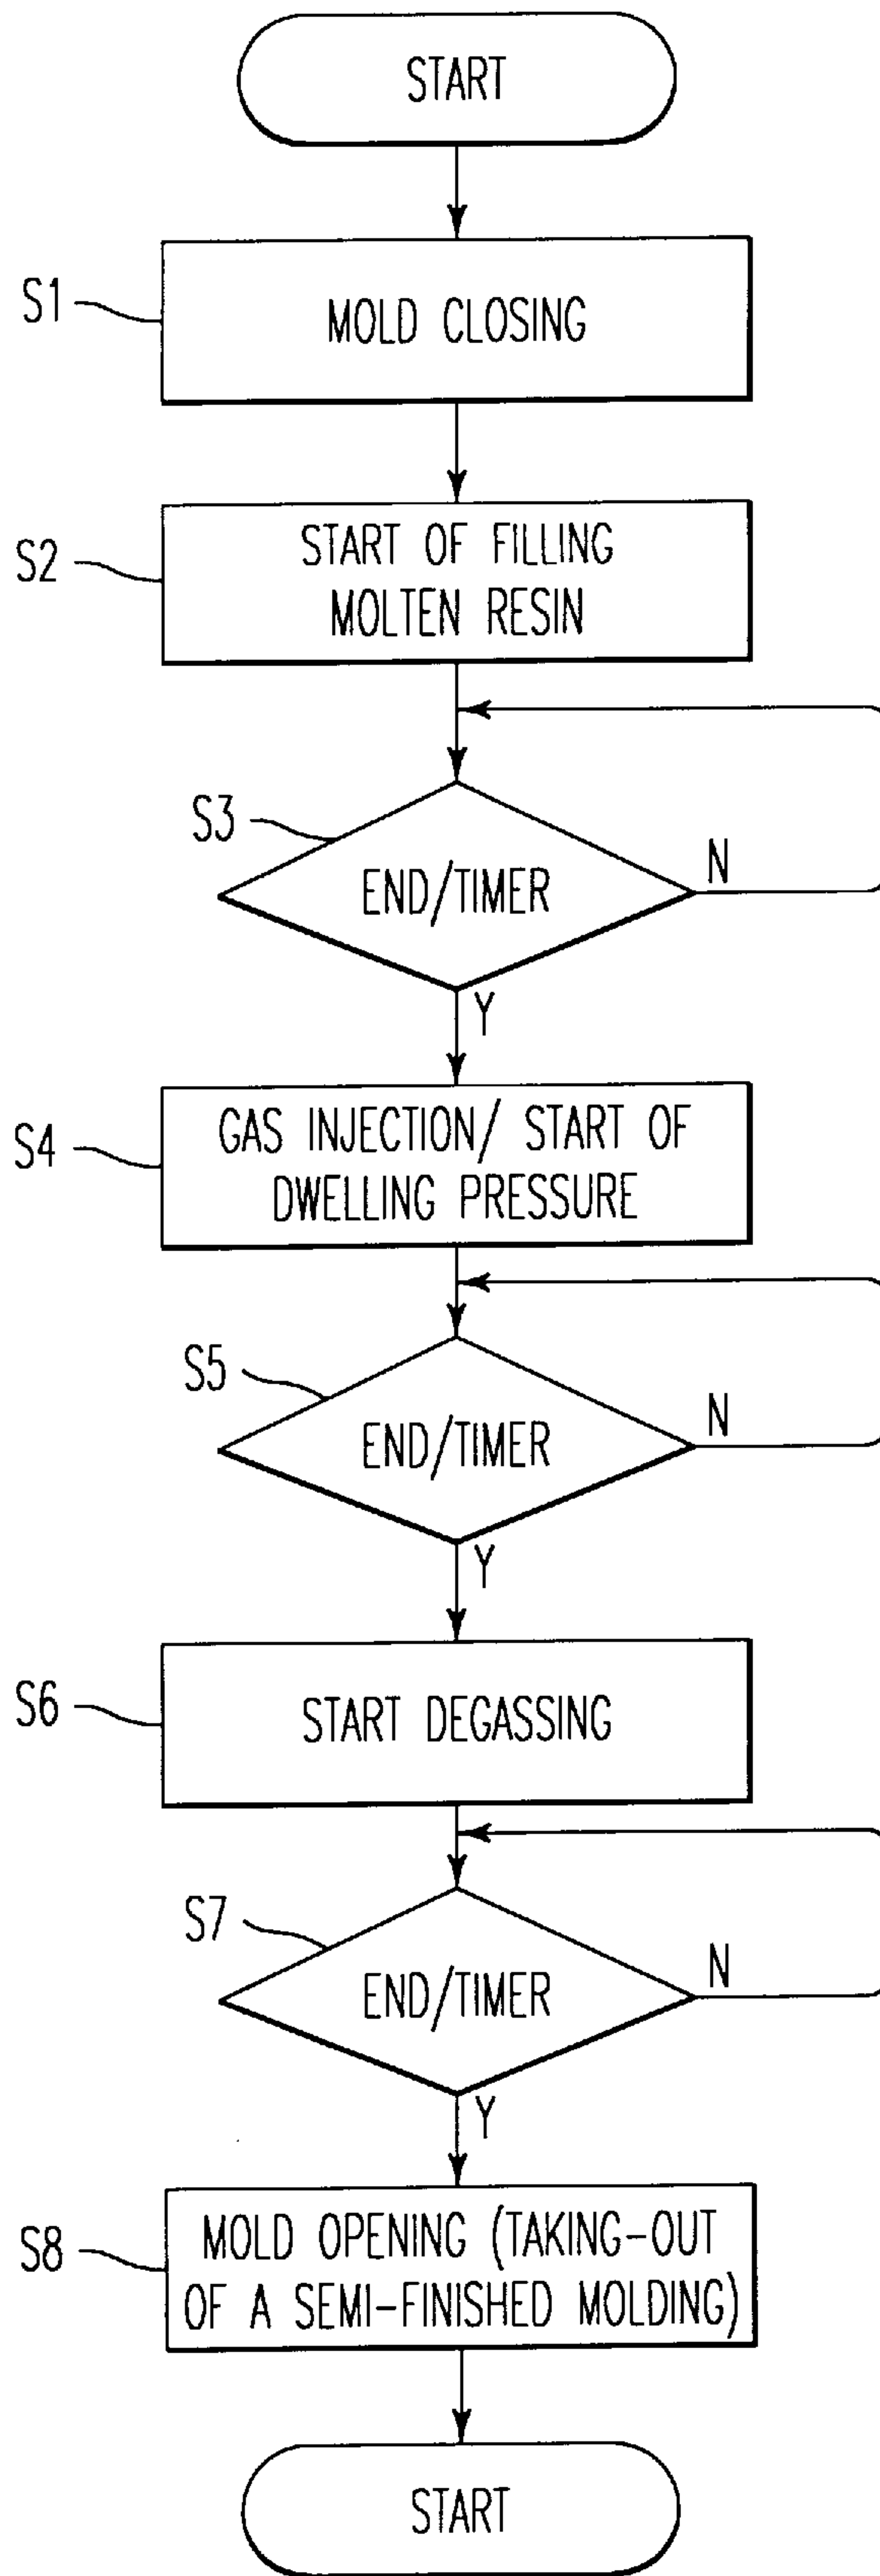 START
S1
MOLD CLOSING
S2
START OF FILLING
MOLTEN RESIN
S3
END/TIMER
N
Y
S4
GAS INJECTION/ START OF
DWELLING PRESSURE
S5
END/TIMER
N
Y
S6
START DEGASSING
S7
END/TIMER
N
Y
S8
MOLD OPENING (TAKING-OUT
OF A SEMI-FINISHED MOLDING)
START